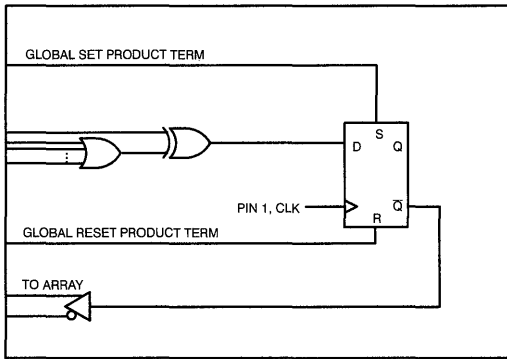 GLOBAL SET PRODUCT TERM
S
D Q
PIN 1, CLK
Q̅
R
GLOBAL RESET PRODUCT TERM
TO ARRAY